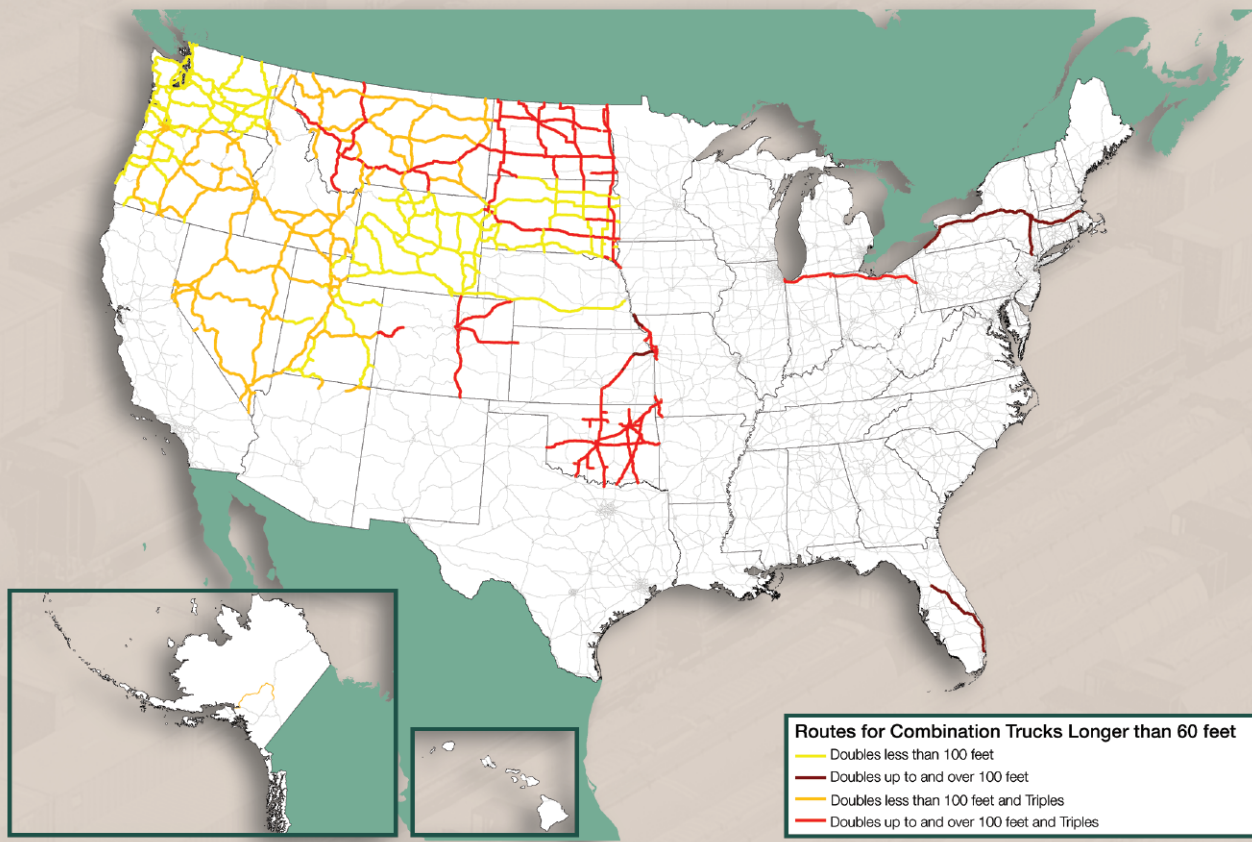 Routes for Combination Trucks Longer than 60 feet
Doubles less than 100 feet
Doubles up to and over 100 feet
Doubles less than 100 feet and Triples
Doubles up to and over 100 feet and Triples